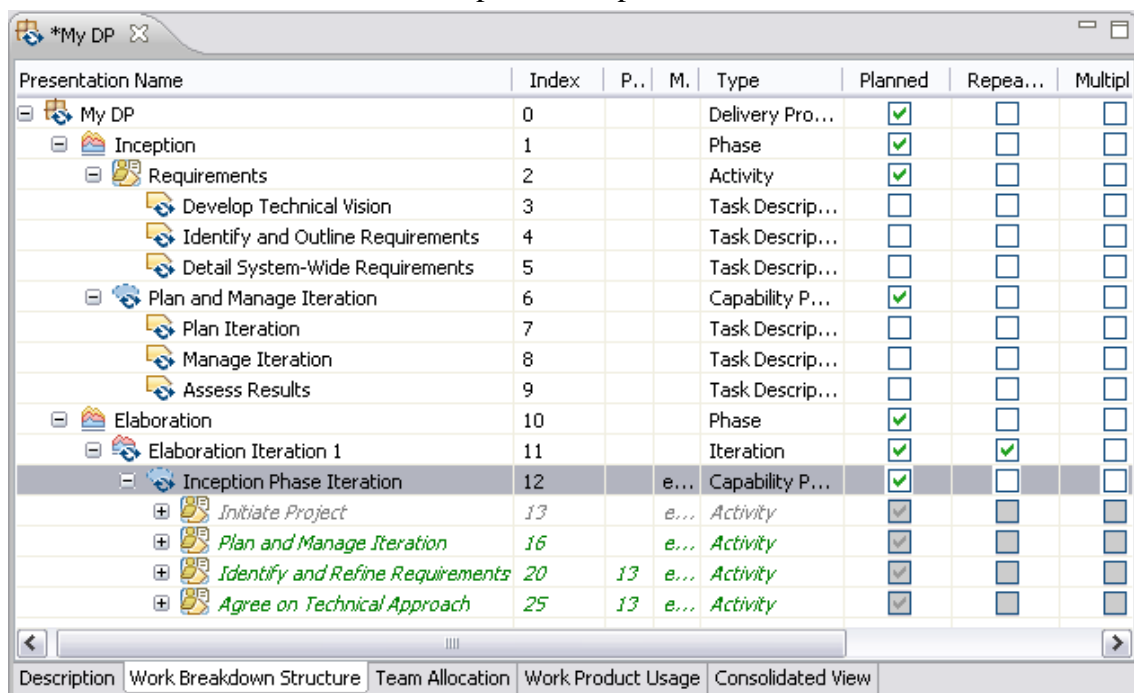 *My DP
Presentation Name Index P.. M. Type Planned Repea... Multipl
My DP 0 Delivery Pro...
Inception 1 Phase
Requirements 2 Activity
Develop Technical Vision 3 Task Descrip...
Identify and Outline Requirements 4 Task Descrip...
Detail System-Wide Requirements 5 Task Descrip...
Plan and Manage Iteration 6 Capability P...
Plan Iteration 7 Task Descrip...
Manage Iteration 8 Task Descrip...
Assess Results 9 Task Descrip...
Elaboration 10 Phase
Elaboration Iteration 1 11 Iteration
Inception Phase Iteration 12 e... Capability P...
Initiate Project 13 e... Activity
Plan and Manage Iteration 16 e... Activity
Identify and Refine Requirements 20 13 e... Activity
Agree on Technical Approach 25 13 e... Activity
Description Work Breakdown Structure Team Allocation Work Product Usage Consolidated View